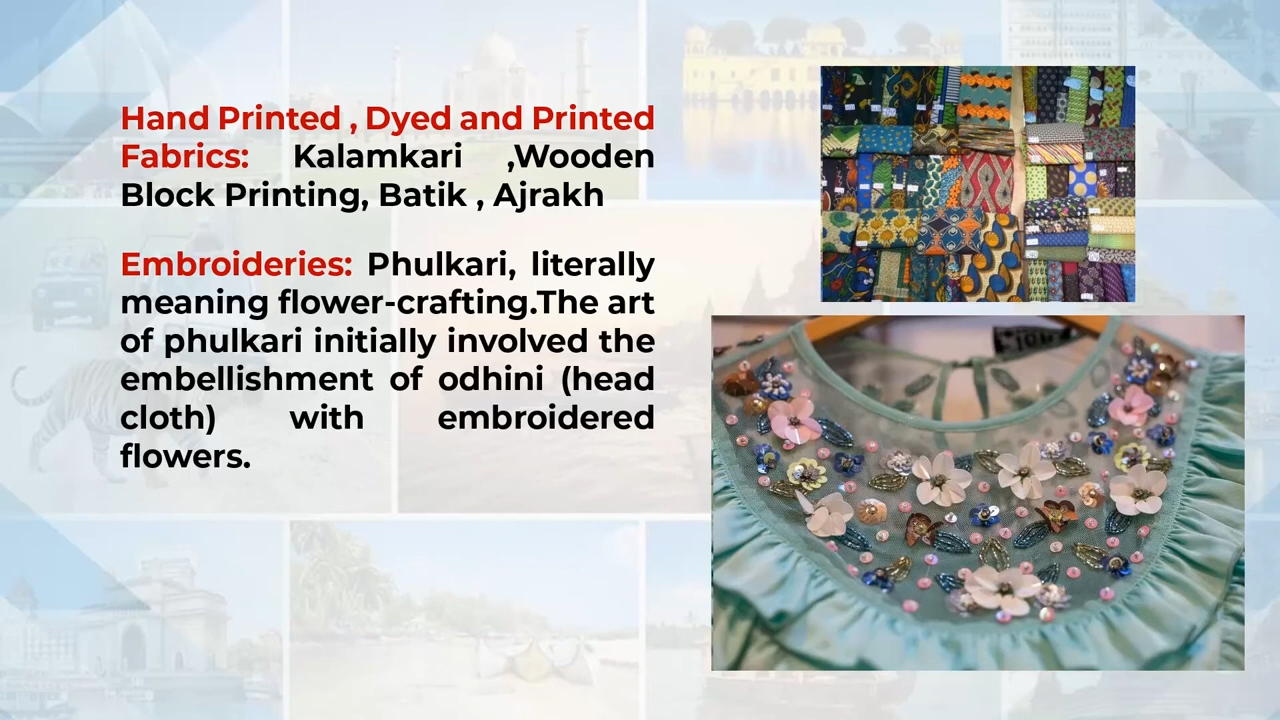 Hand Printed , Dyed and Printed
Fabrics: Kalamkari ,Wooden
Block Printing, Batik , Ajrakh
Embroideries: Phulkari, literally
meaning flower-crafting.The art
of phulkari initially involved the
embellishment of odhini (head
cloth) with embroidered
flowers.